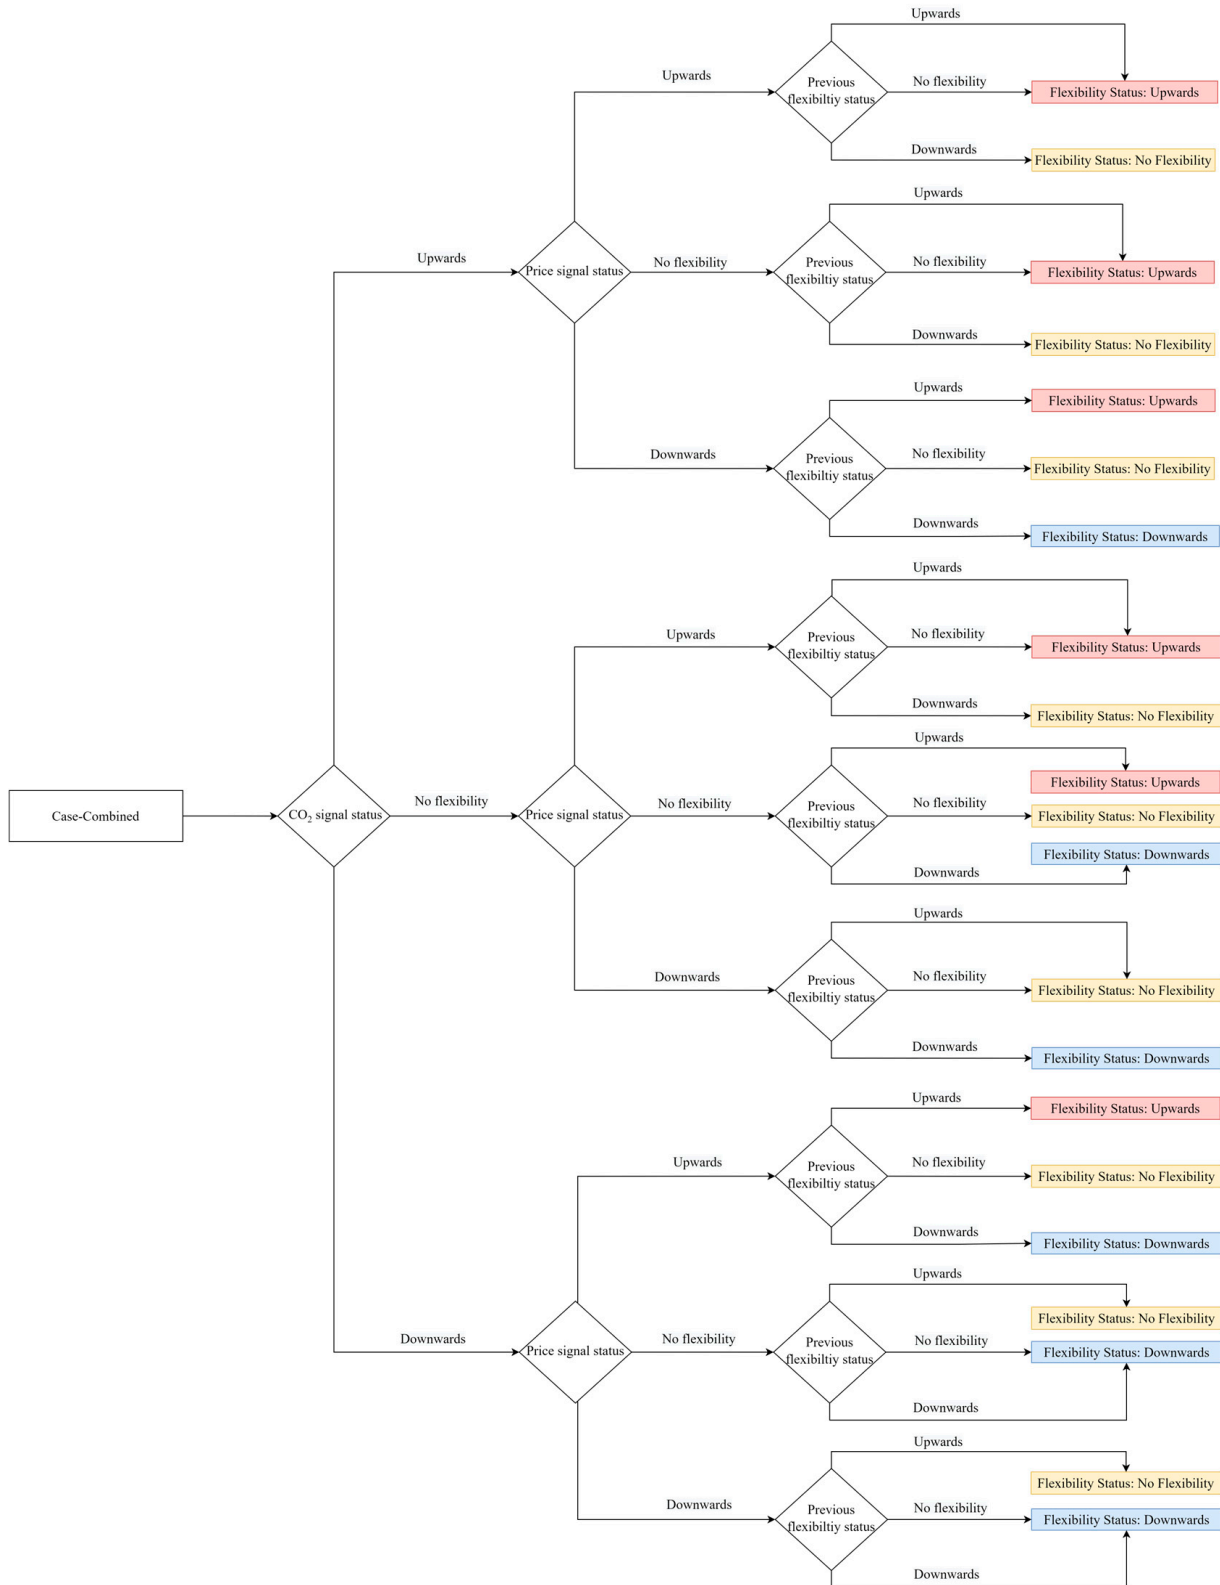 Upwards
Upwards
Previous
flexibiltiy status
No flexibility
Flexibility Status: Upwards
Downwards
Flexibility Status: No Flexibility
Upwards
Upwards
Price signal status
No flexibility
Previous
flexibiltiy status
No flexibility
Flexibility Status: Upwards
Downwards
Flexibility Status: No Flexibility
Upwards
Flexibility Status: Upwards
Downwards
Previous
flexibiltiy status
No flexibility
Flexibility Status: No Flexibility
Downwards
Flexibility Status: Downwards
Upwards
Upwards
Previous
flexibiltiy status
No flexibility
Flexibility Status: Upwards
Downwards
Flexibility Status: No Flexibility
Upwards
Flexibility Status: Upwards
Case-Combined
CO₂ signal status
No flexibility
Price signal status
No flexibility
Previous
flexibiltiy status
No flexibility
Flexibility Status: No Flexibility
Flexibility Status: Downwards
Downwards
Upwards
Downwards
Previous
flexibiltiy status
No flexibility
Flexibility Status: No Flexibility
Downwards
Flexibility Status: Downwards
Upwards
Flexibility Status: Upwards
Upwards
Previous
flexibiltiy status
No flexibility
Flexibility Status: No Flexibility
Downwards
Flexibility Status: Downwards
Upwards
Flexibility Status: No Flexibility
Downwards
Price signal status
No flexibility
Previous
flexibiltiy status
No flexibility
Flexibility Status: Downwards
Downwards
Upwards
Flexibility Status: No Flexibility
Downwards
Previous
flexibiltiy status
No flexibility
Flexibility Status: Downwards
Downwards